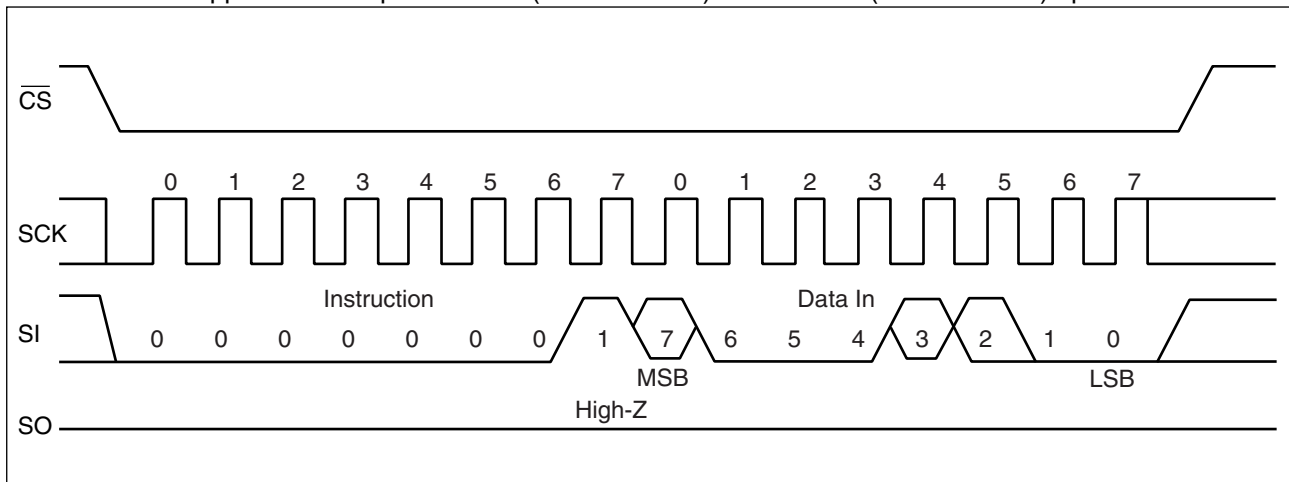 CS
0 1 2 3 4 5 6 7 0 1 2 3 4 5 6 7
SCK
Instruction Data In
SI 0 0 0 0 0 0 0 1 7 6 5 4 3 2 1 0
MSB LSB
High-Z
SO